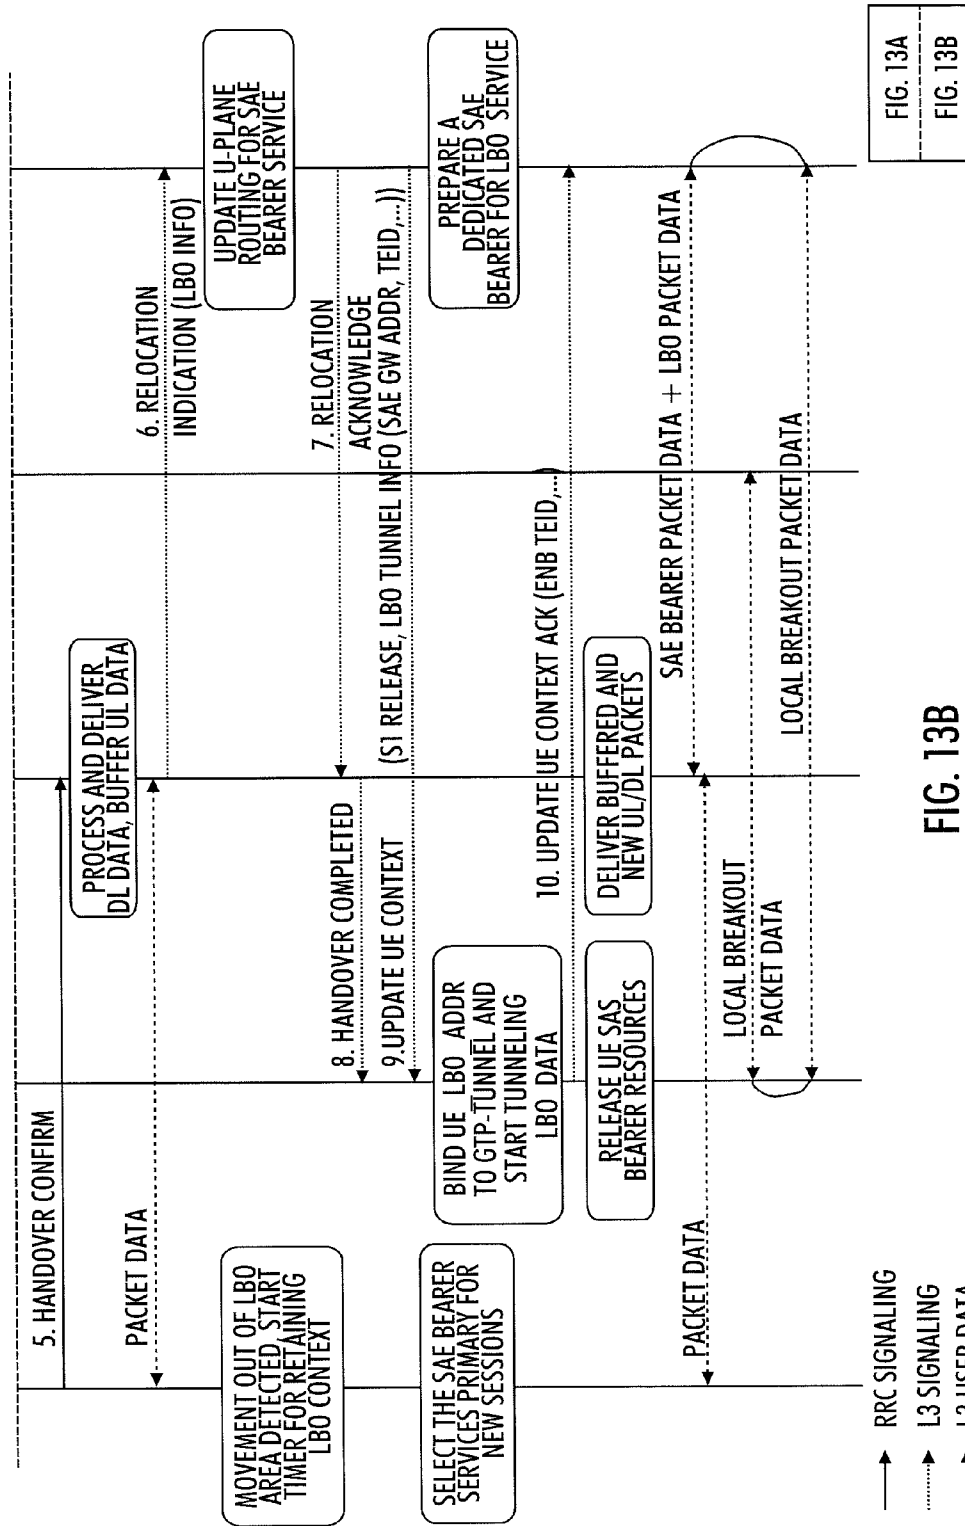 5. HANDOVER CONFIRM
PROCESS AND DELIVER
DL DATA, BUFFER UL DATA
PACKET DATA
6. RELOCATION
INDICATION (LBO INFO)
MOVEMENT OUT OF LBO
AREA DETECTED, START
TIMER FOR RETAINING
LBO CONTEXT
UPDATE U-PLANE
ROUTING FOR SAE
BEARER SERVICE
7. RELOCATION
ACKNOWLEDGE
(S1 RELEASE, LBO TUNNEL INFO (SAE GW ADDR, TEID,...))
8. HANDOVER COMPLETED
9.UPDATE UE CONTEXT
SELECT THE SAE BEARER
SERVICES PRIMARY FOR
NEW SESSIONS
BIND UE LBO ADDR
TO GTP-TUNNEL AND
START TUNNELING
LBO DATA
PREPARE A
DEDICATED SAE
BEARER FOR LBO SERVICE
10. UPDATE UE CONTEXT ACK (ENB TEID,...
RELEASE UE SAS
BEARER RESOURCES
DELIVER BUFFERED AND
NEW UL/DL PACKETS
PACKET DATA
SAE BEARER PACKET DATA + LBO PACKET DATA
LOCAL BREAKOUT
PACKET DATA
LOCAL BREAKOUT PACKET DATA
RRC SIGNALING
L3 SIGNALING
L3 USER DATA
FIG. 13B
FIG. 13A
FIG. 13B